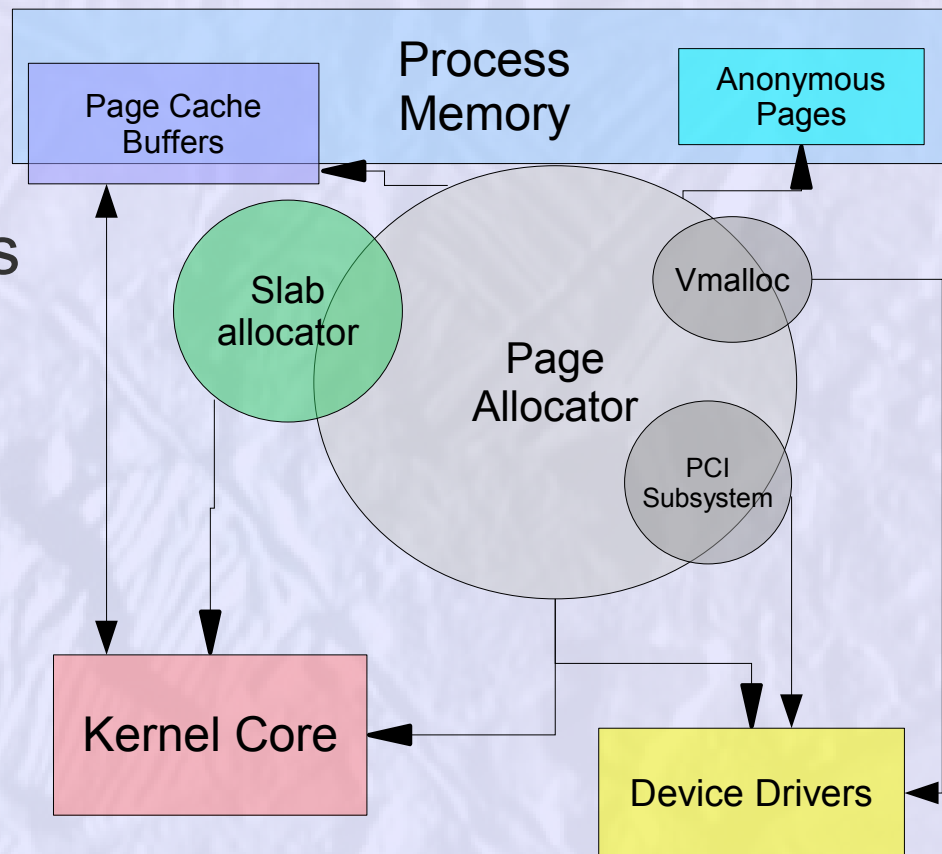 Process
Memory
Page Cache
Buffers
Anonymous
Pages
s
Slab
allocator
Vmalloc
Page
Allocator
PCI
Subsystem
Kernel Core
Device Drivers